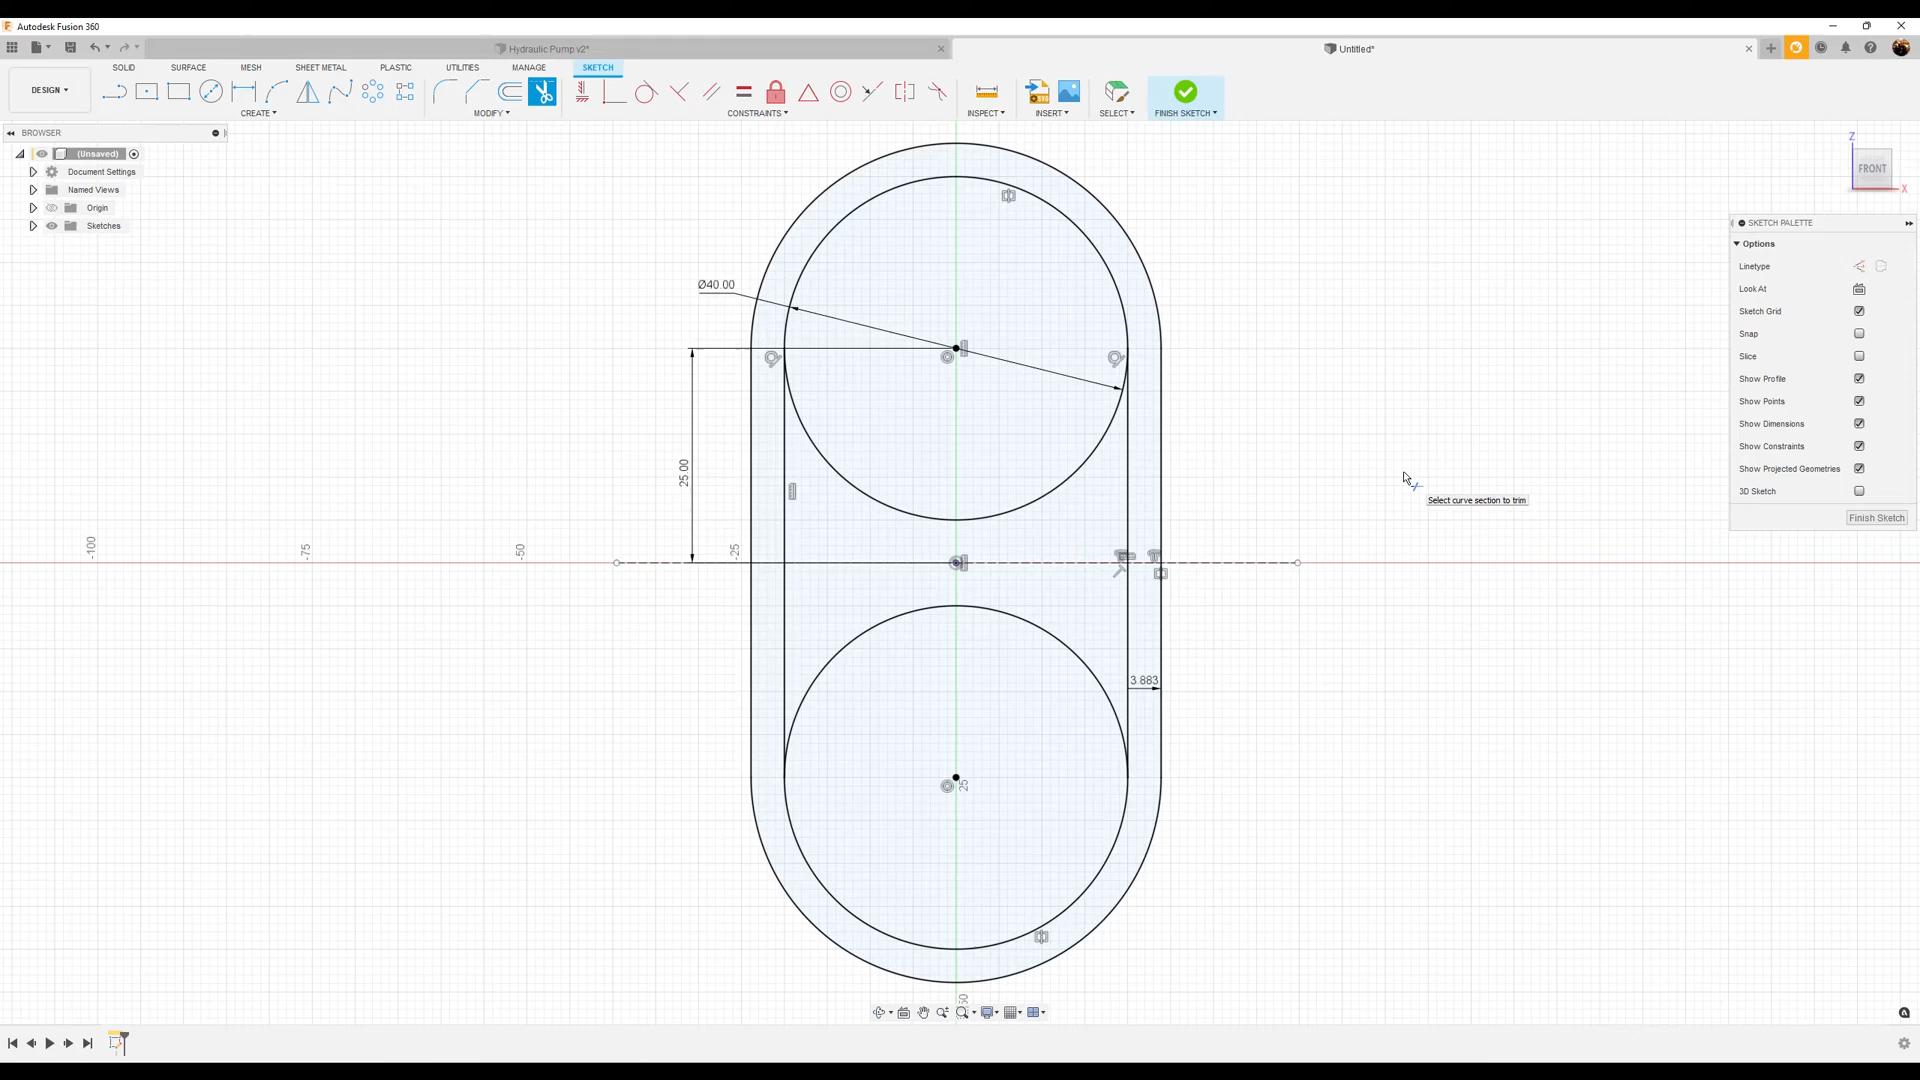 Autodesk Fusion 360
Hydraulic Pump v2*
Untitled*
SOLID SURFACE MESH SHEET METAL PLASTIC UTILITIES MANAGE SKETCH
DESIGN
CREATE MODIFY CONSTRAINTS INSPECT INSERT SELECT FINISH SKETCH
BROWSER
(Unsaved)
Document Settings
Named Views
Origin
Sketches
Z
FRONT
X
SKETCH PALETTE
Options
Linetype
Look At
Sketch Grid
Snap
Slice
Show Profile
Show Points
Show Dimensions
Show Constraints
Show Projected Geometries
3D Sketch
Finish Sketch
Ø40.00
25.00
Select curve section to trim
-100
-75
-50
-25
3.883
25
50